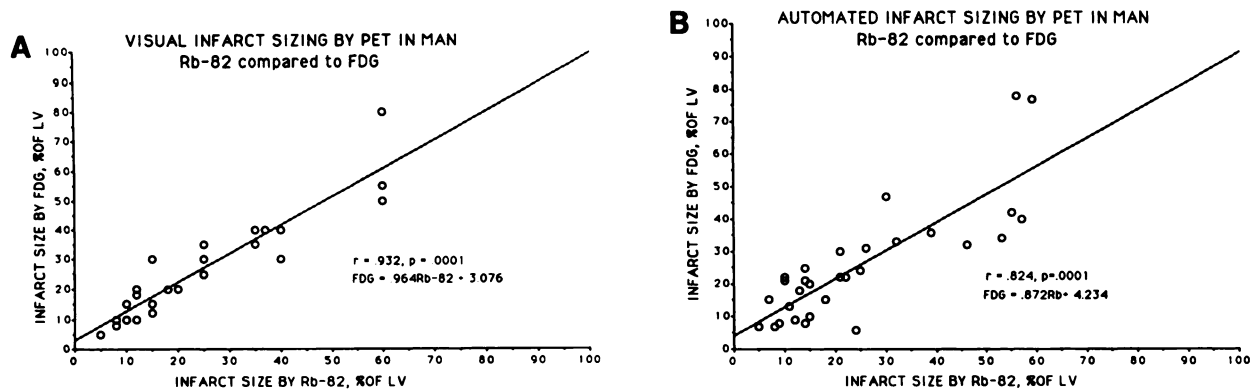 A
VISUAL INFARCT SIZING BY PET IN MAN
Rb-82 compared to FDG
INFARCT SIZE BY FDG, %OF LV
100
90
80
70
60
50
40
30
20
10
0
r = .932, p = .0001
FDG = .964Rb-82 + 3.076
0 10 20 30 40 50 60 70 80 90 100
INFARCT SIZE BY Rb-82, %OF LV
B
AUTOMATED INFARCT SIZING BY PET IN MAN
Rb-82 compared to FDG
INFARCT SIZE BY FDG, %OF LV
100
90
80
70
60
50
40
30
20
10
0
r = .824, p=.0001
FDG = .872Rb+ 4.234
0 10 20 30 40 50 60 70 80 90 100
INFARCT SIZE BY Rb-82, %OF LV